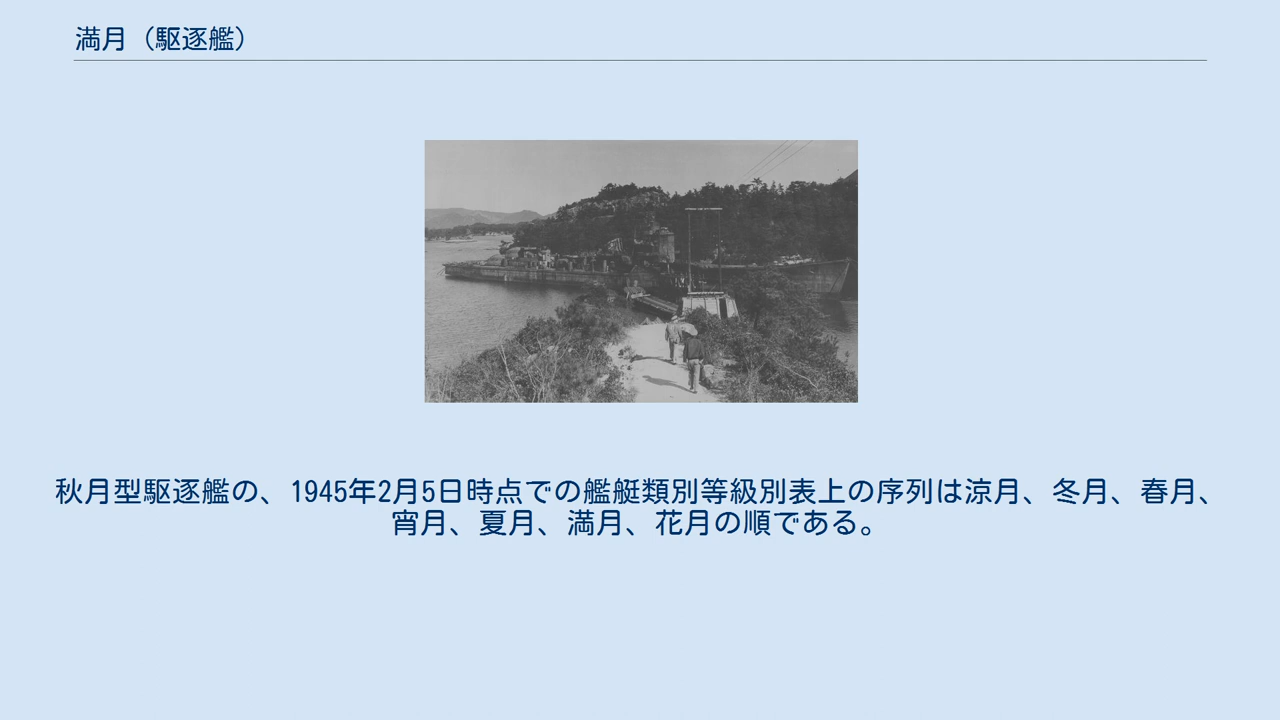 満月（駆逐艦）
秋月型駆逐艦の、1945年2月5日時点での艦艇類別等級別表上の序列は涼月、冬月、春月、
宵月、夏月、満月、花月の順である。